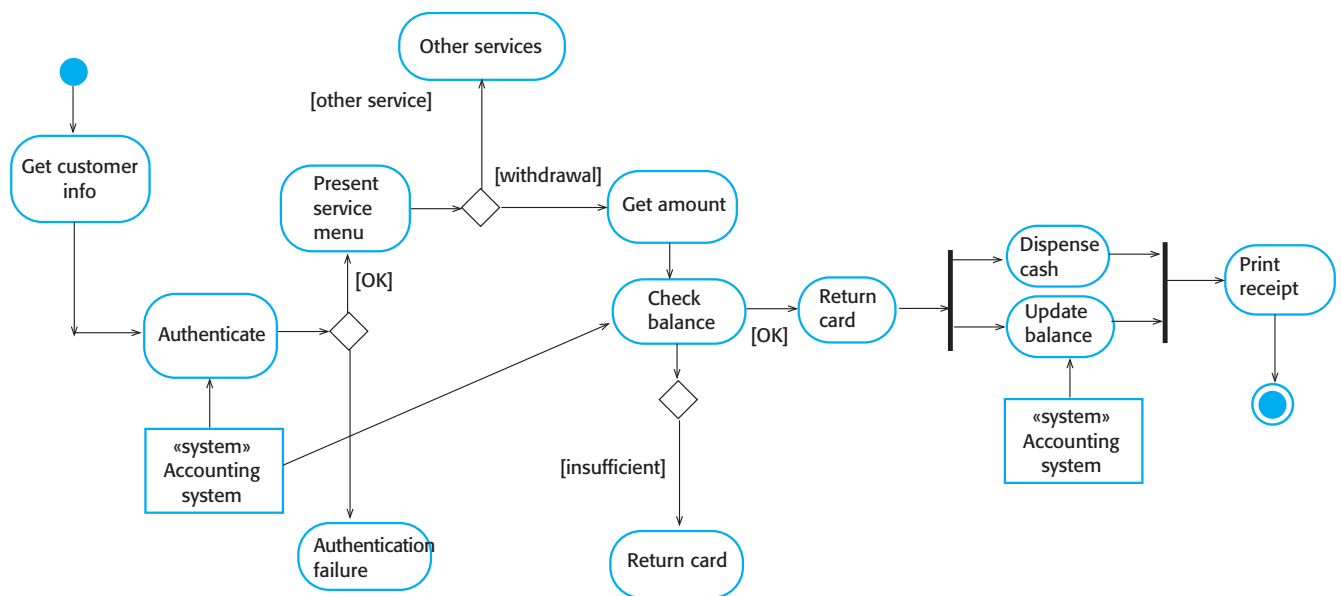 Other services
[other service]
Get customer
info
Present
service
menu
[withdrawal]
Get amount
[OK]
Authenticate
Check
balance
[OK]
Return
card
Dispense
cash
Update
balance
Print
receipt
«system»
Accounting
system
«system»
Accounting
system
[insufficient]
Authentication
failure
Return card